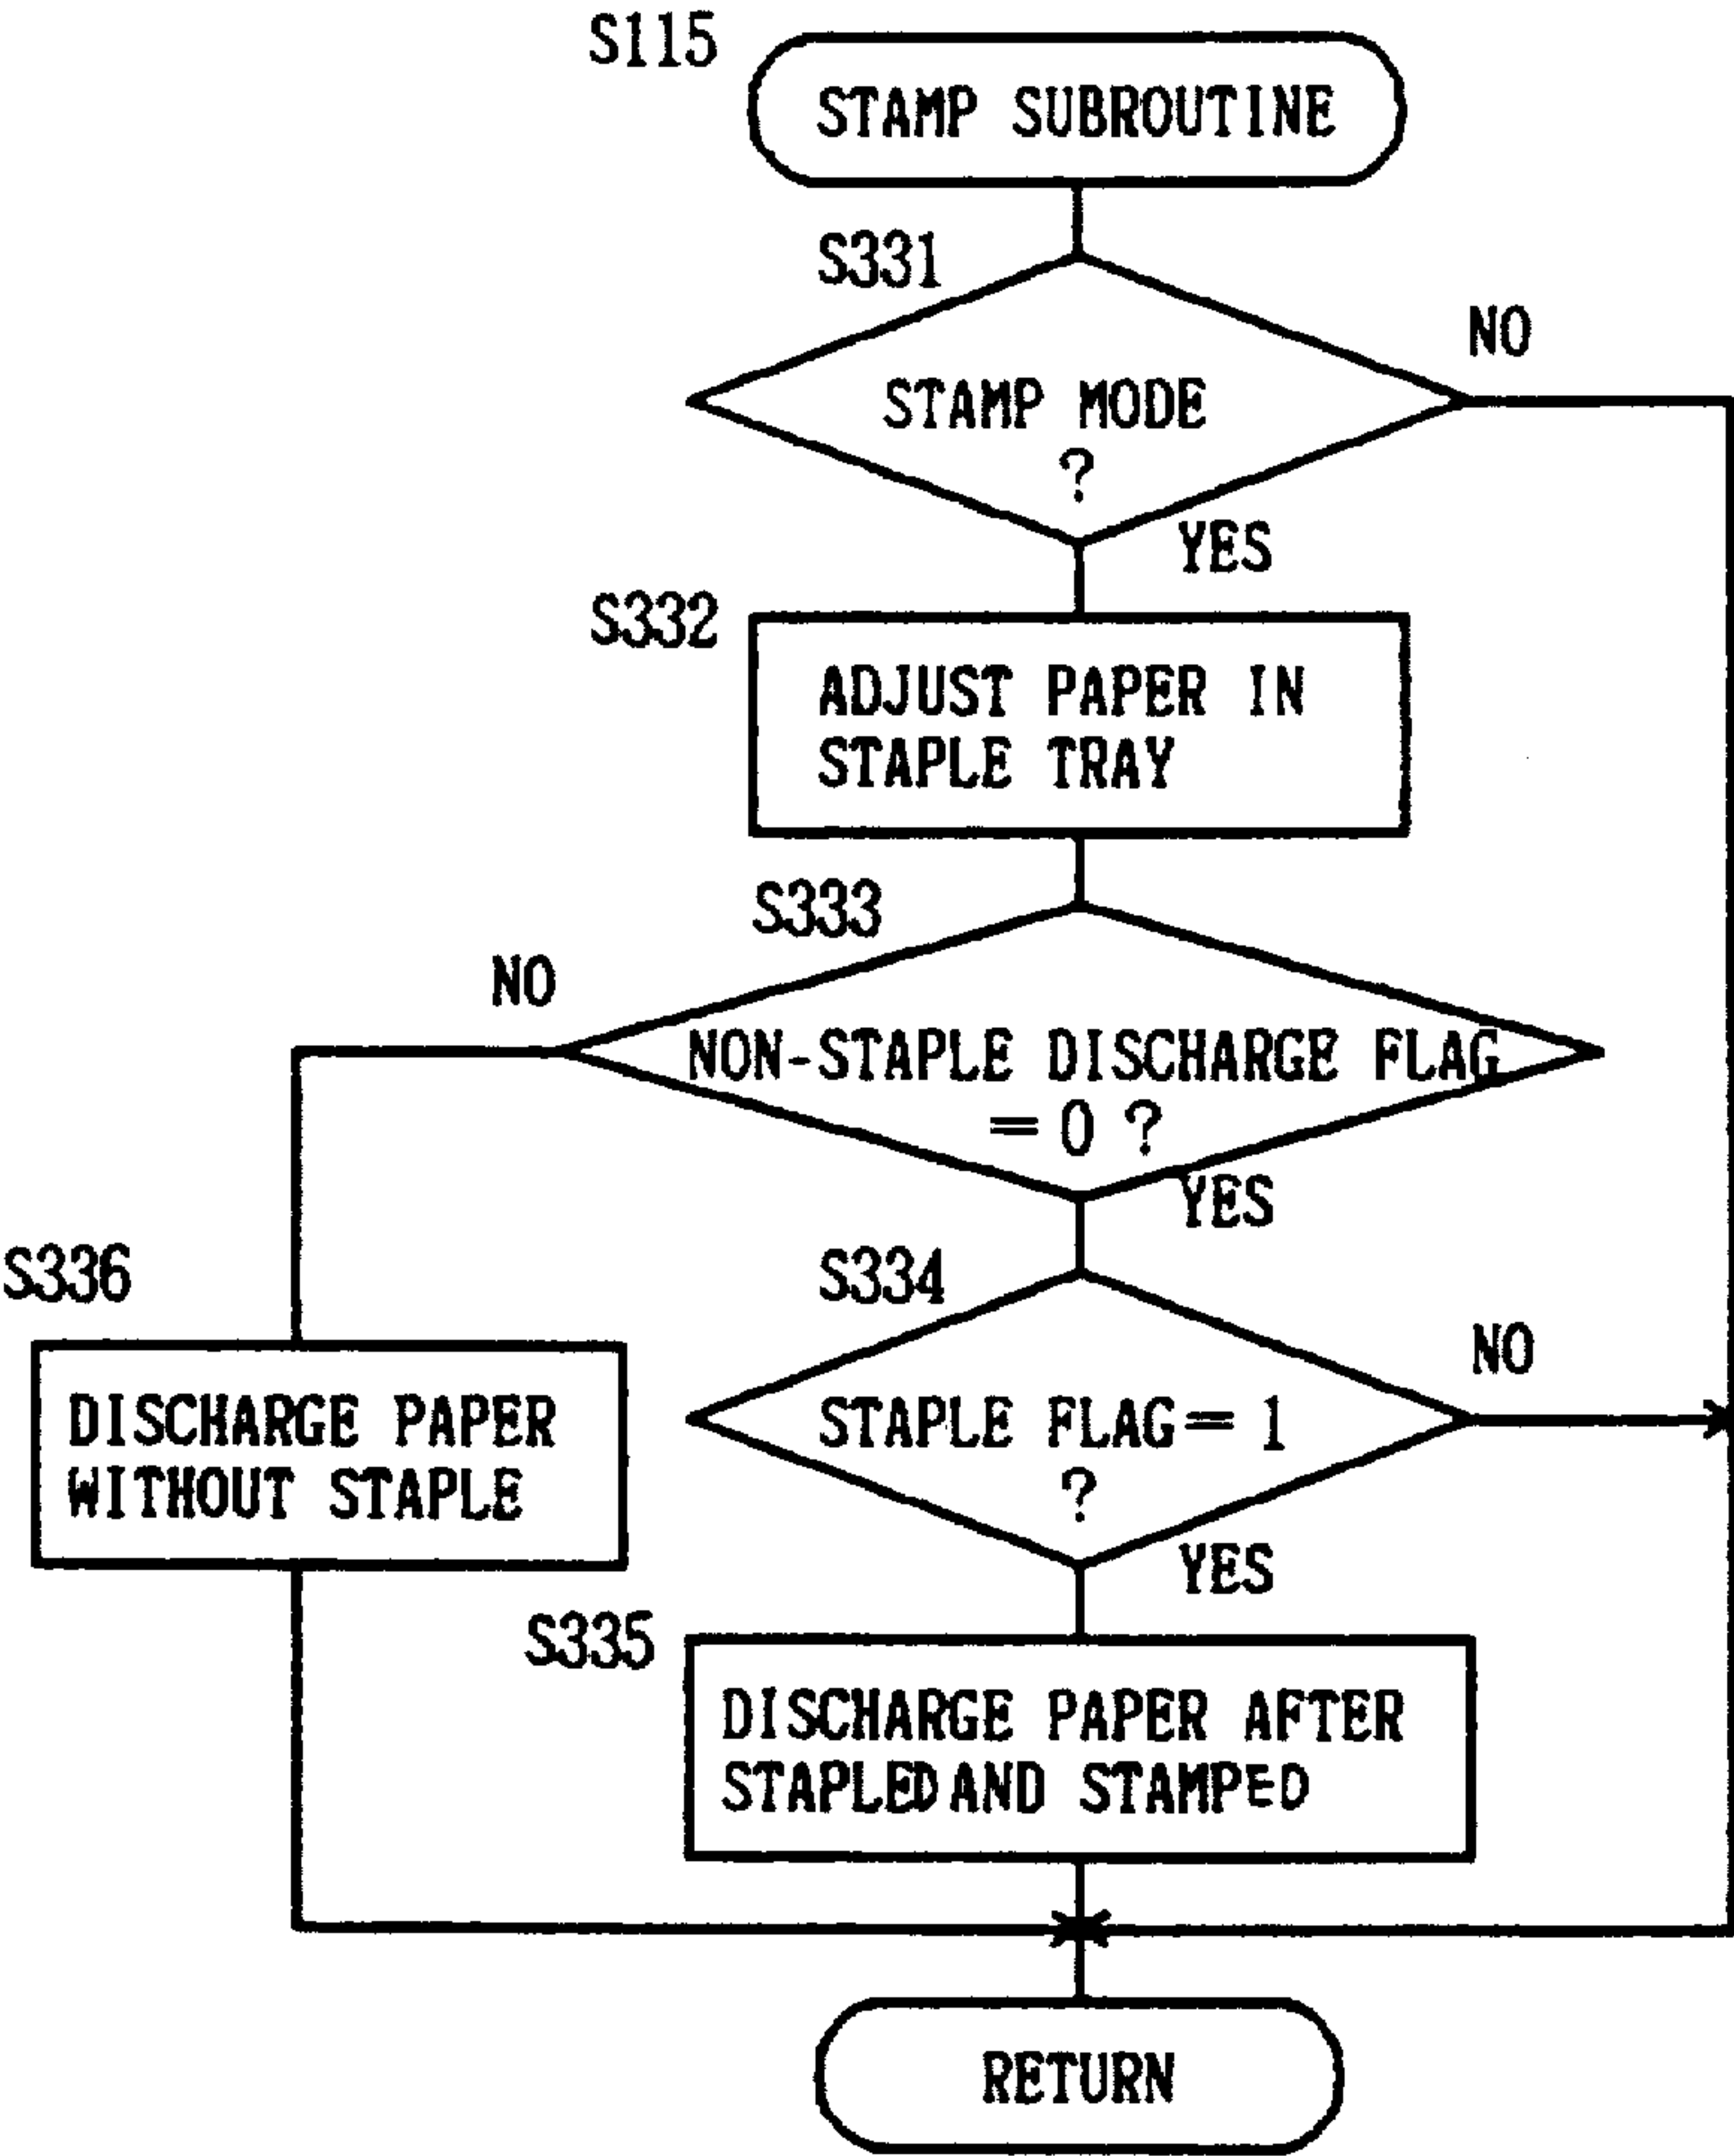 S115
STAMP SUBROUTINE
S331
NO
STAMP MODE
?
YES
S332
ADJUST PAPER IN
STAPLE TRAY
S333
NO
NON-STAPLE DISCHARGE FLAG
=0 ?
YES
S336
S334
NO
DISCHARGE PAPER
WITHOUT STAPLE
STAPLE FLAG=1
?
YES
S335
DISCHARGE PAPER AFTER
STAPLED AND STAMPED
RETURN